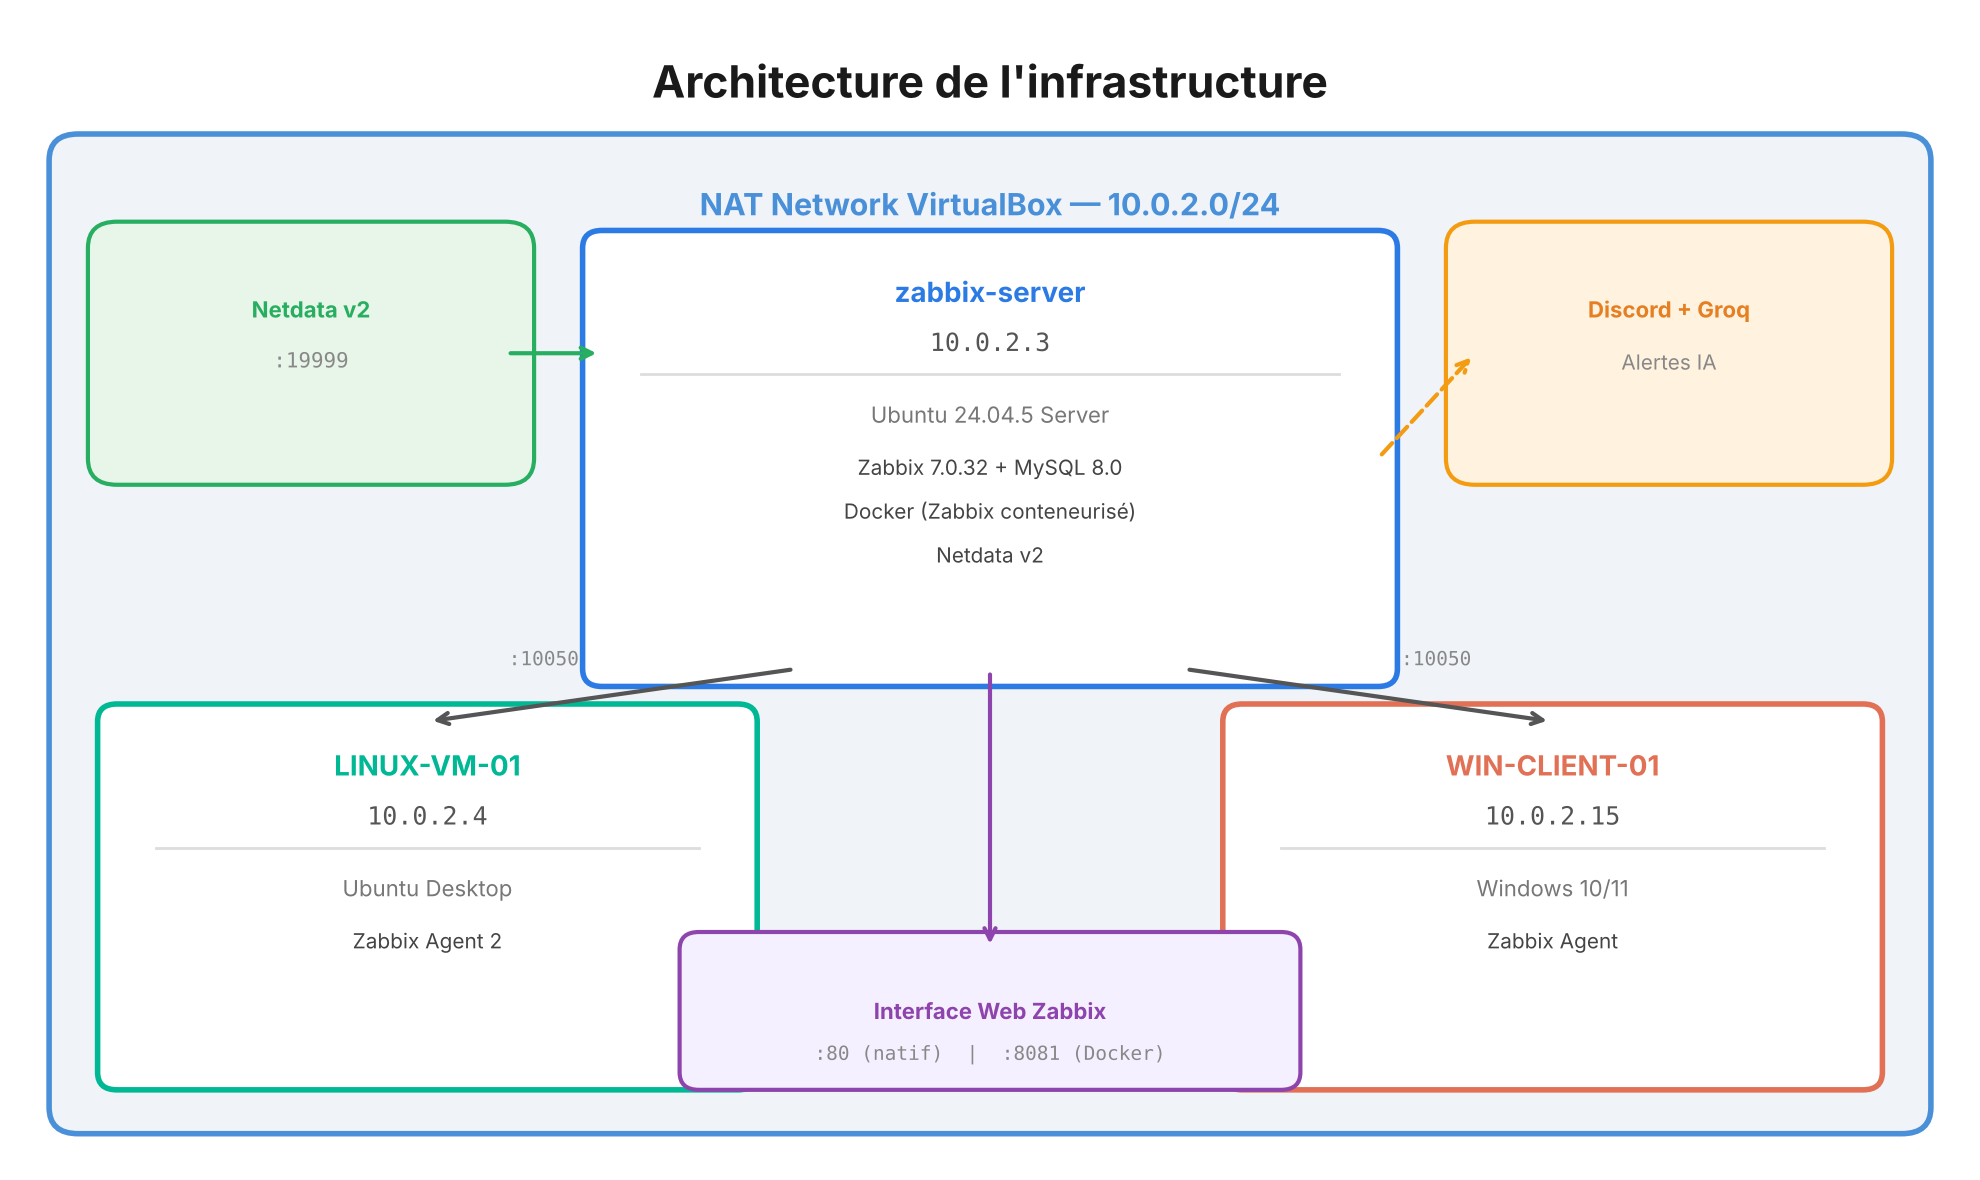 Architecture de l'infrastructure
NAT Network VirtualBox — 10.0.2.0/24
Netdata v2
:19999
zabbix-server
10.0.2.3
Ubuntu 24.04.5 Server
Zabbix 7.0.32 + MySQL 8.0
Docker (Zabbix conteneurisé)
Netdata v2
Discord + Groq
Alertes IA
:10050
:10050
LINUX-VM-01
10.0.2.4
Ubuntu Desktop
Zabbix Agent 2
WIN-CLIENT-01
10.0.2.15
Windows 10/11
Zabbix Agent
Interface Web Zabbix
:80 (natif) | :8081 (Docker)